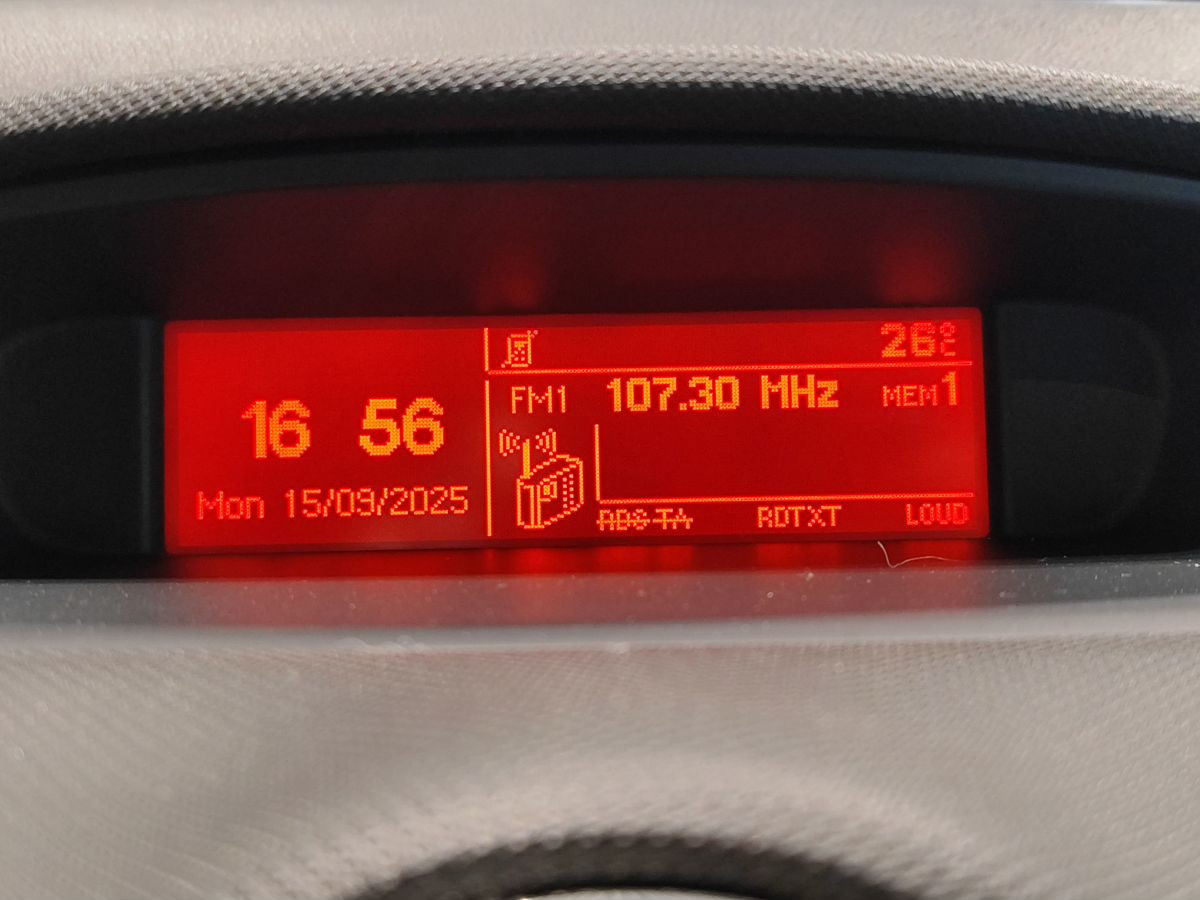 26°C
FM1 107.30 MHz MEM1
16 56
Mon 15/09/2025
RDS TA RDTXT LOUD